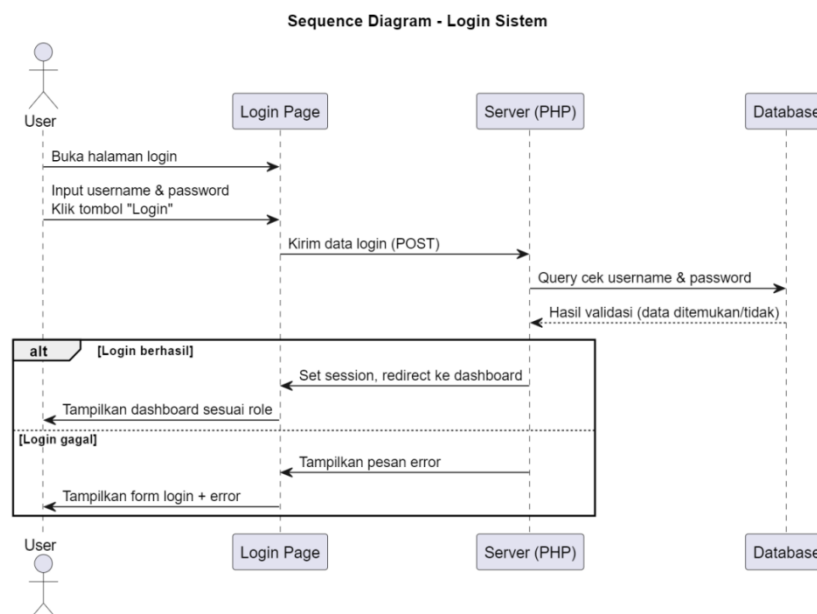 Sequence Diagram - Login Sistem
User
Login Page
Server (PHP)
Database
Buka halaman login
Input username & password
Klik tombol "Login"
Kirim data login (POST)
Query cek username & password
Hasil validasi (data ditemukan/tidak)
alt
[Login berhasil]
Set session, redirect ke dashboard
Tampilkan dashboard sesuai role
[Login gagal]
Tampilkan pesan error
Tampilkan form login + error
User
Login Page
Server (PHP)
Database